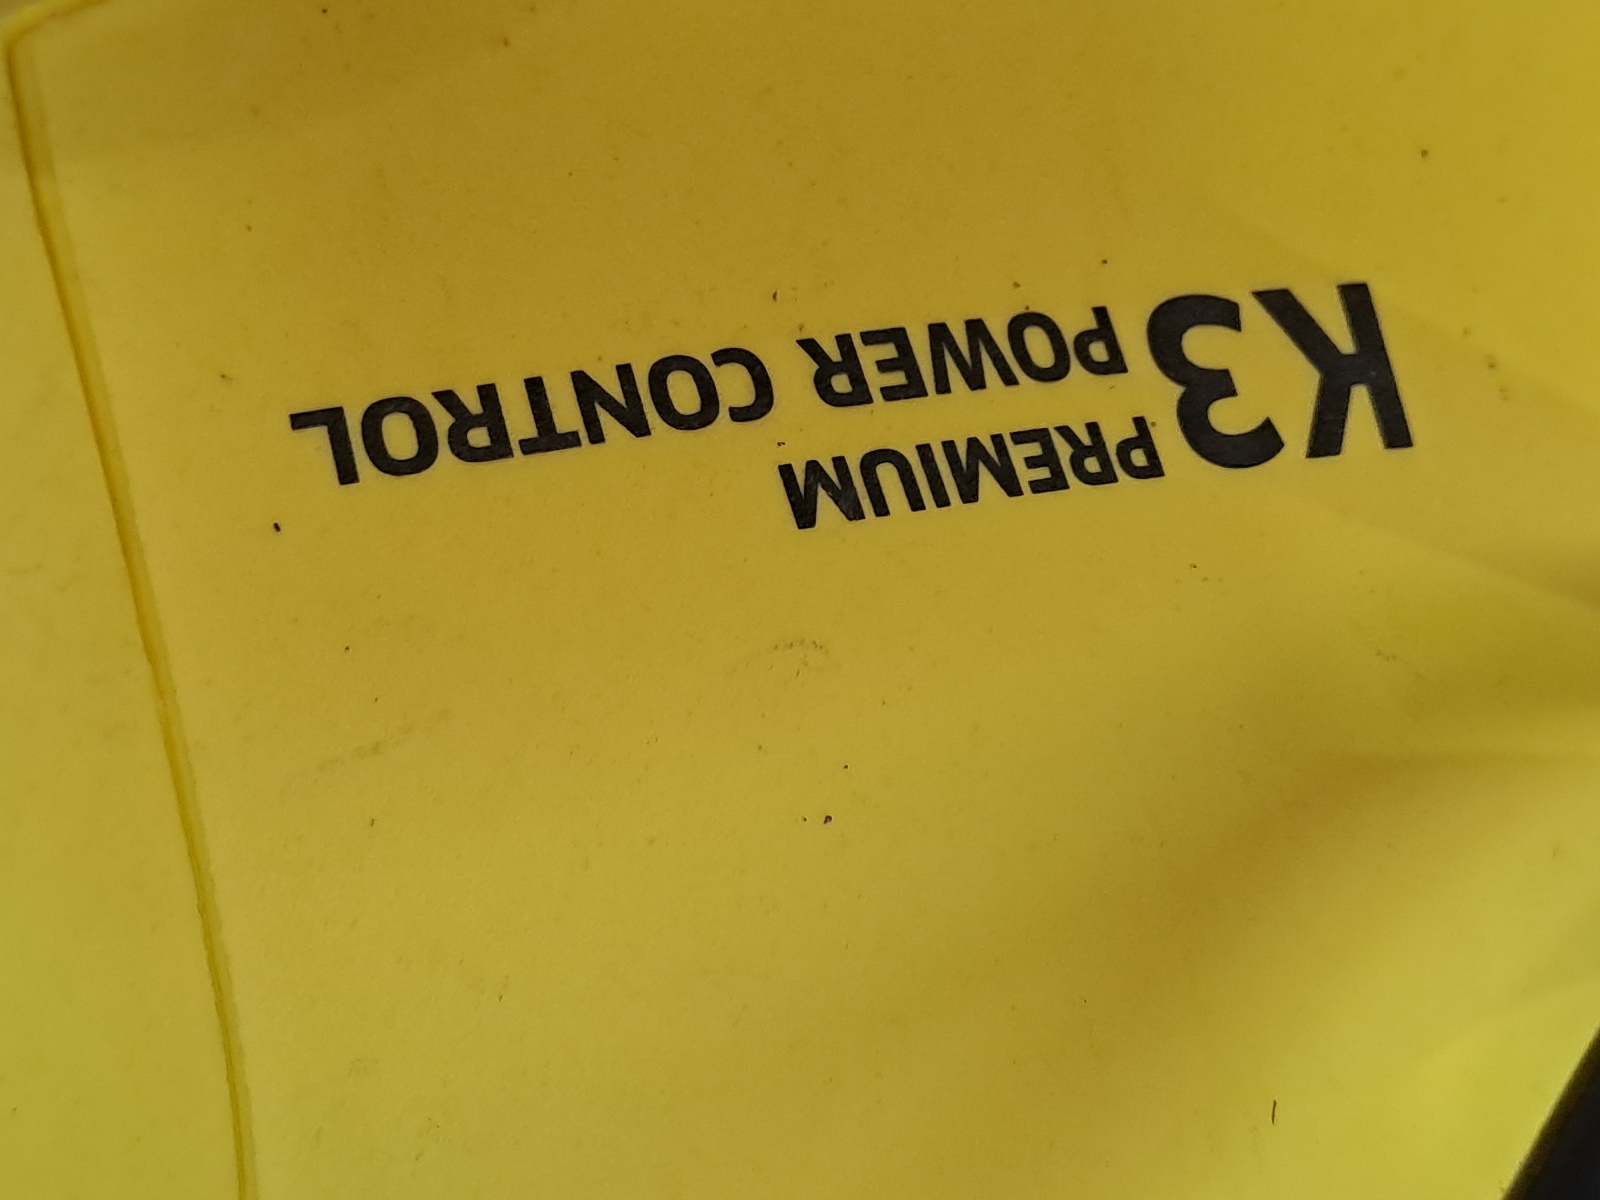 K3 PREMIUM
POWER CONTROL